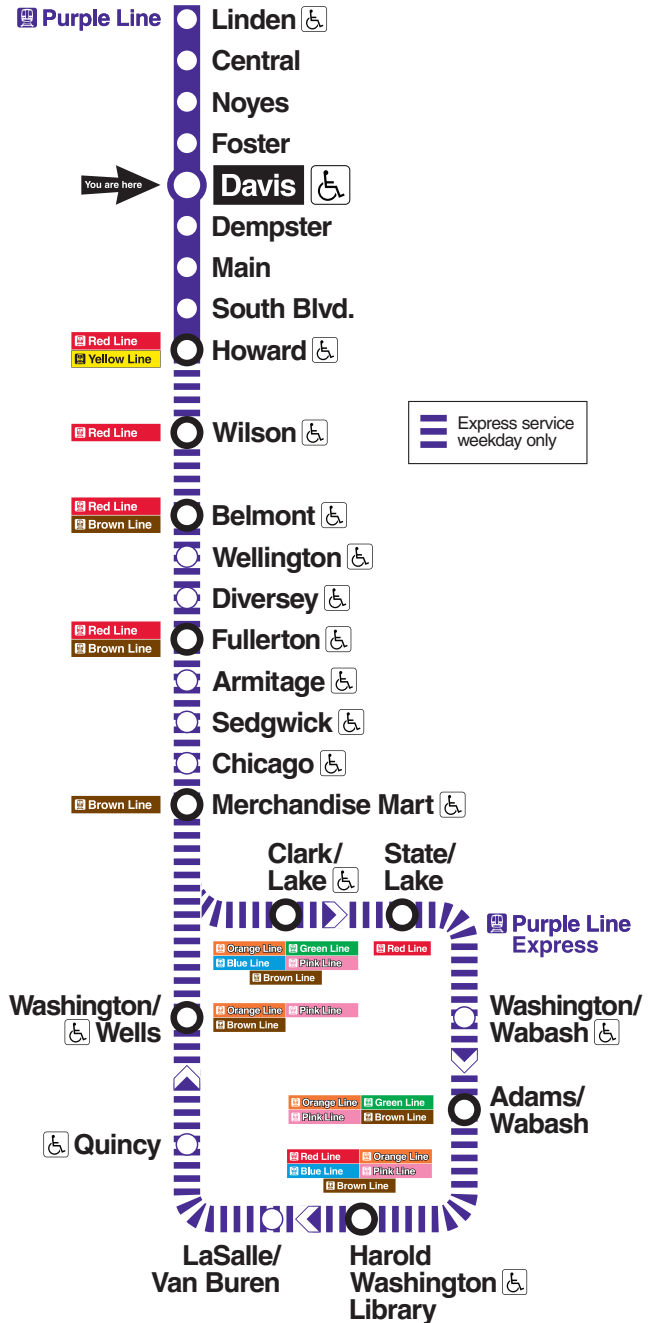 Purple Line
Linden
Central
Noyes
Foster
You are here
Davis
Dempster
Main
South Blvd.
Red Line
Yellow Line
Howard
Red Line
Wilson
Express service
weekday only
Red Line
Brown Line
Belmont
Wellington
Diversey
Red Line
Brown Line
Fullerton
Armitage
Sedgwick
Chicago
Brown Line
Merchandise Mart
Clark/
Lake
State/
Lake
Purple Line
Express
Orange Line Green Line
Blue Line Pink Line
Brown Line
Red Line
Washington/
Wells
Orange Line Pink Line
Brown Line
Washington/
Wabash
Orange Line Green Line
Pink Line Brown Line
Adams/
Wabash
Quincy
Red Line Orange Line
Blue Line Pink Line
Brown Line
LaSalle/
Van Buren
Harold
Washington
Library